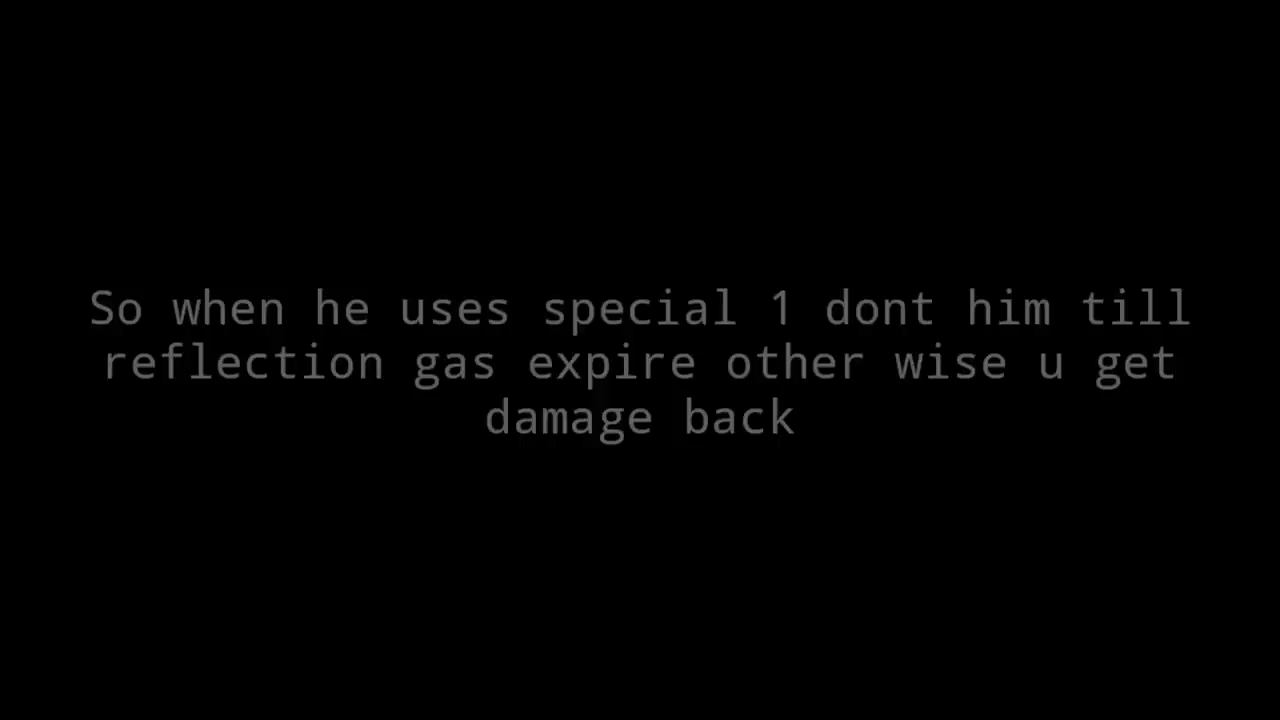 So when he uses special 1 dont him till
reflection gas expire other wise u get
damage back